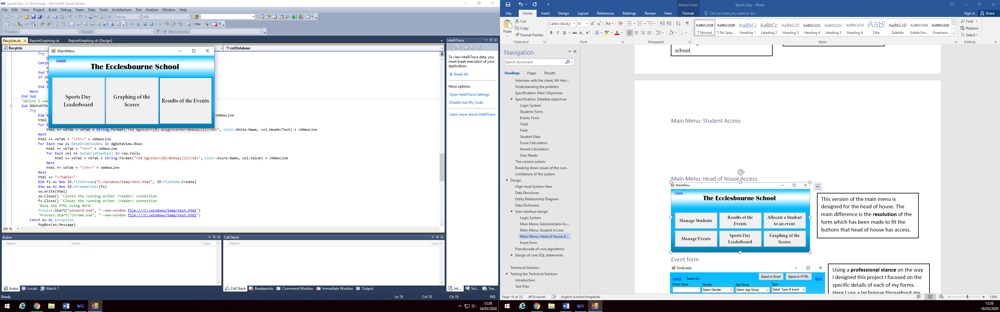 Sports Day 2.0 (Running) - Microsoft Visual Studio
File Edit View Project Build Debug Team Data Tools Architecture Test Analyze Window Help
Debug x86
Hex
Process: Thread: Stack Frame:
Recylcle.vb ReportGraphing.vb ReportGraphing.vb [Design]
Recylcle cntDatabase
Try
D
Catch
c
End T
If ch
b
End I
Next
End Sub
'Whilst I use
Sub DGVtoHTML
Try
Dim h vbNewLine
html
For E
html += vbTab + vbTab + String.Format("<td bgcolor={0} align=center>&nbsp;{1}</td>", Color.White.Name, col.HeaderText) + vbNewLine
Next
html += vbTab + "</tr>" + vbNewLine
For Each row As DataGridViewRow In dgDataView.Rows
html += vbTab + "<tr>" + vbNewLine
For Each cel As DataGridViewCell In row.Cells
html += vbTab + vbTab + String.Format("<td bgcolor={0}>&nbsp;{1}</td>", Color.Azure.Name, cel.Value) + vbNewLine
Next
html += vbTab + "</tr>" + vbNewLine
Next
html += "</table>"
Dim fs As New IO.FileStream("C:/windows/temp/test.html", IO.FileMode.Create)
Dim sw As New IO.StreamWriter(fs)
sw.Write(html)
sw.Close() 'Closes the running writer /reader/ connection
fs.Close() 'Closes the running writer /reader/ connection
'Runs the HTML using Word.
Process.Start("winword.exe", "--new-window file:///C:/windows/temp/test.html")
'Process.Start("chrome.exe", "--new-window file:///C:/windows/temp/test.html")
Catch ex As Exception
MsgBox(ex.Message)
100 %
MainMenu
Logout
The Ecclesbourne School
Sports Day
Leaderboard
Graphing of the
Scores
Results of the Events
IntelliTrace
To view IntelliTrace data, you
must break execution of your
application.
Break All
More options:
Open IntelliTrace Settings
Disable Just My Code
Learn more about IntelliTrace
Autos
Name Value Type
Call Stack
Name Lang
Autos Locals Watch 1
Call Stack Breakpoints Command Window Immediate Window Output
Int... Sol... Tea...
Ready Ln 74 Col 18 Ch 18 INS
12:26
16/03/2020
Picture Tools
Sports Day - Word
File Home Insert Design Layout References Mailings Review View Format Tell me what you want to do... Sign in Share
Paste
Cut
Copy
Format Painter
Clipboard
Calibri (Body) 10
Font
Paragraph
AaBbCcDdE AaBbCcDdE AaBbCc AaBbCc AaBbCcD AaBbCcDc AaBbCcDc AaBbCcDd AaBl AaBbCcD AaBbCcDdl AaBbCcDdl
¶ Normal ¶ No Spac... Heading 1 Heading 2 Heading 3 Heading 4 Heading 5 Heading 6 Title Subtitle Subtle Em... Emphasis
Styles
Find
Replace
Select
Editing
Navigation
Search document
Headings Pages Results
Interview with the client, Mr Harr...
Understanding the problem
Specification: Main Objectives
Specification: Detailed objectives
Login System
Students Form
Events Form
Track
Field
Student Data
Score Calculation
Award Calculation
User Needs
The current system
Breaking down issues of the curr...
Limitations of the system
Design
High-level System View
Data Structures
Entity Relationship Diagram
Data Dictionary
User interface design
Login System
Main Menu: Administrator Ac...
Main Menu: Student Access
Main Menu: Head of house A...
Event form
Pseudocode of core algorithms
Design of core SQL statements
Technical Solution
Testing the Technical Solution
Introduction
Test Plan
school.
Main Menu: Student Access
Main Menu: Head of house Access
MainMenu
Logout
The Ecclesbourne School
Manage Students
Results of the
Events
Allocate a Student
to an event
Manage Events
Sports Day
Leaderboard
Graphing of the
Scores
This version of the main menu is
designed for the head of house. The
main difference is the resolution of the
form which has been made to fit the
buttons that head of house has access.
Event form
frmEvents
Logout Search by Export to Excel Export to HTML Back
Event Name Gender Age Group Type
Select Gender Select Age Group Select Type of event
Using a professional stance on the way
I designed this project I focused on the
specific details of each of my forms.
Here I use a technique throughout my
Page 18 of 22 4978 words English (United Kingdom) 130%
12:26
16/03/2020